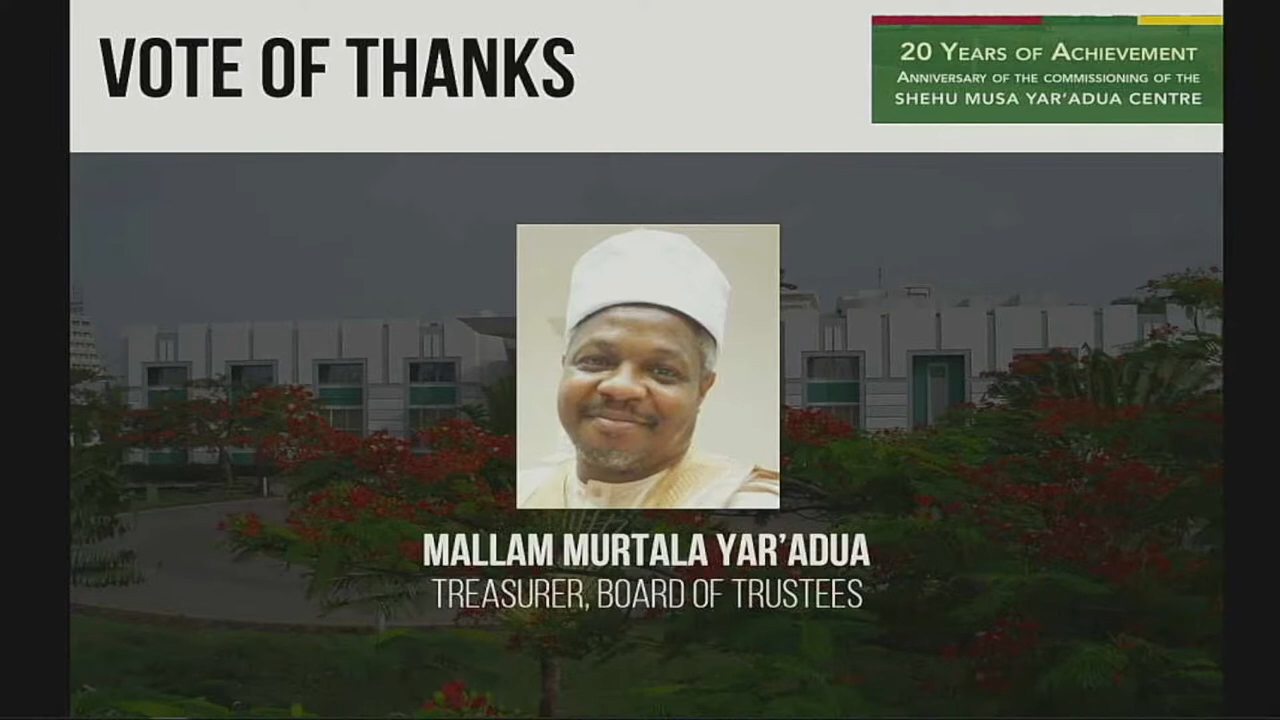 VOTE OF THANKS
20 YEARS OF ACHIEVEMENT
ANNIVERSARY OF THE COMMISSIONING OF THE
SHEHU MUSA YAR'ADUA CENTRE
MALLAM MURTALA YAR'ADUA
TREASURER, BOARD OF TRUSTEES